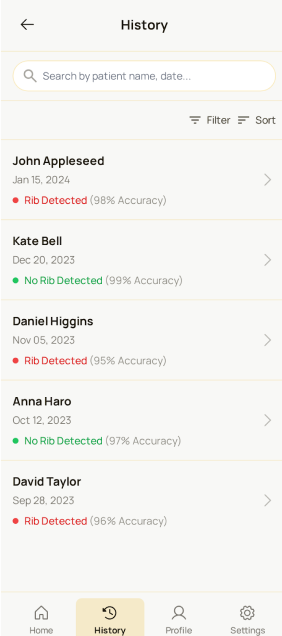 History
Search by patient name, date...
Filter Sort
John Appleseed
Jan 15, 2024
Rib Detected (98% Accuracy)
Kate Bell
Dec 20, 2023
No Rib Detected (99% Accuracy)
Daniel Higgins
Nov 05, 2023
Rib Detected (95% Accuracy)
Anna Haro
Oct 12, 2023
No Rib Detected (97% Accuracy)
David Taylor
Sep 28, 2023
Rib Detected (96% Accuracy)
Home History Profile Settings